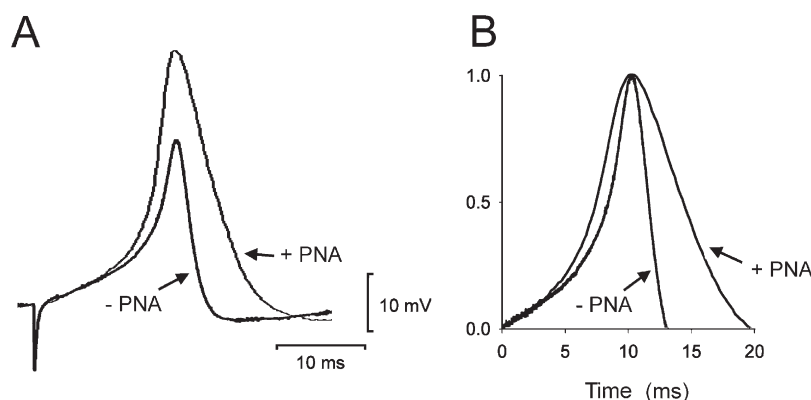 A
+ PNA
- PNA
10 mV
10 ms
B
1.0
0.5
0.0
- PNA
+ PNA
0 5 10 15 20
Time (ms)